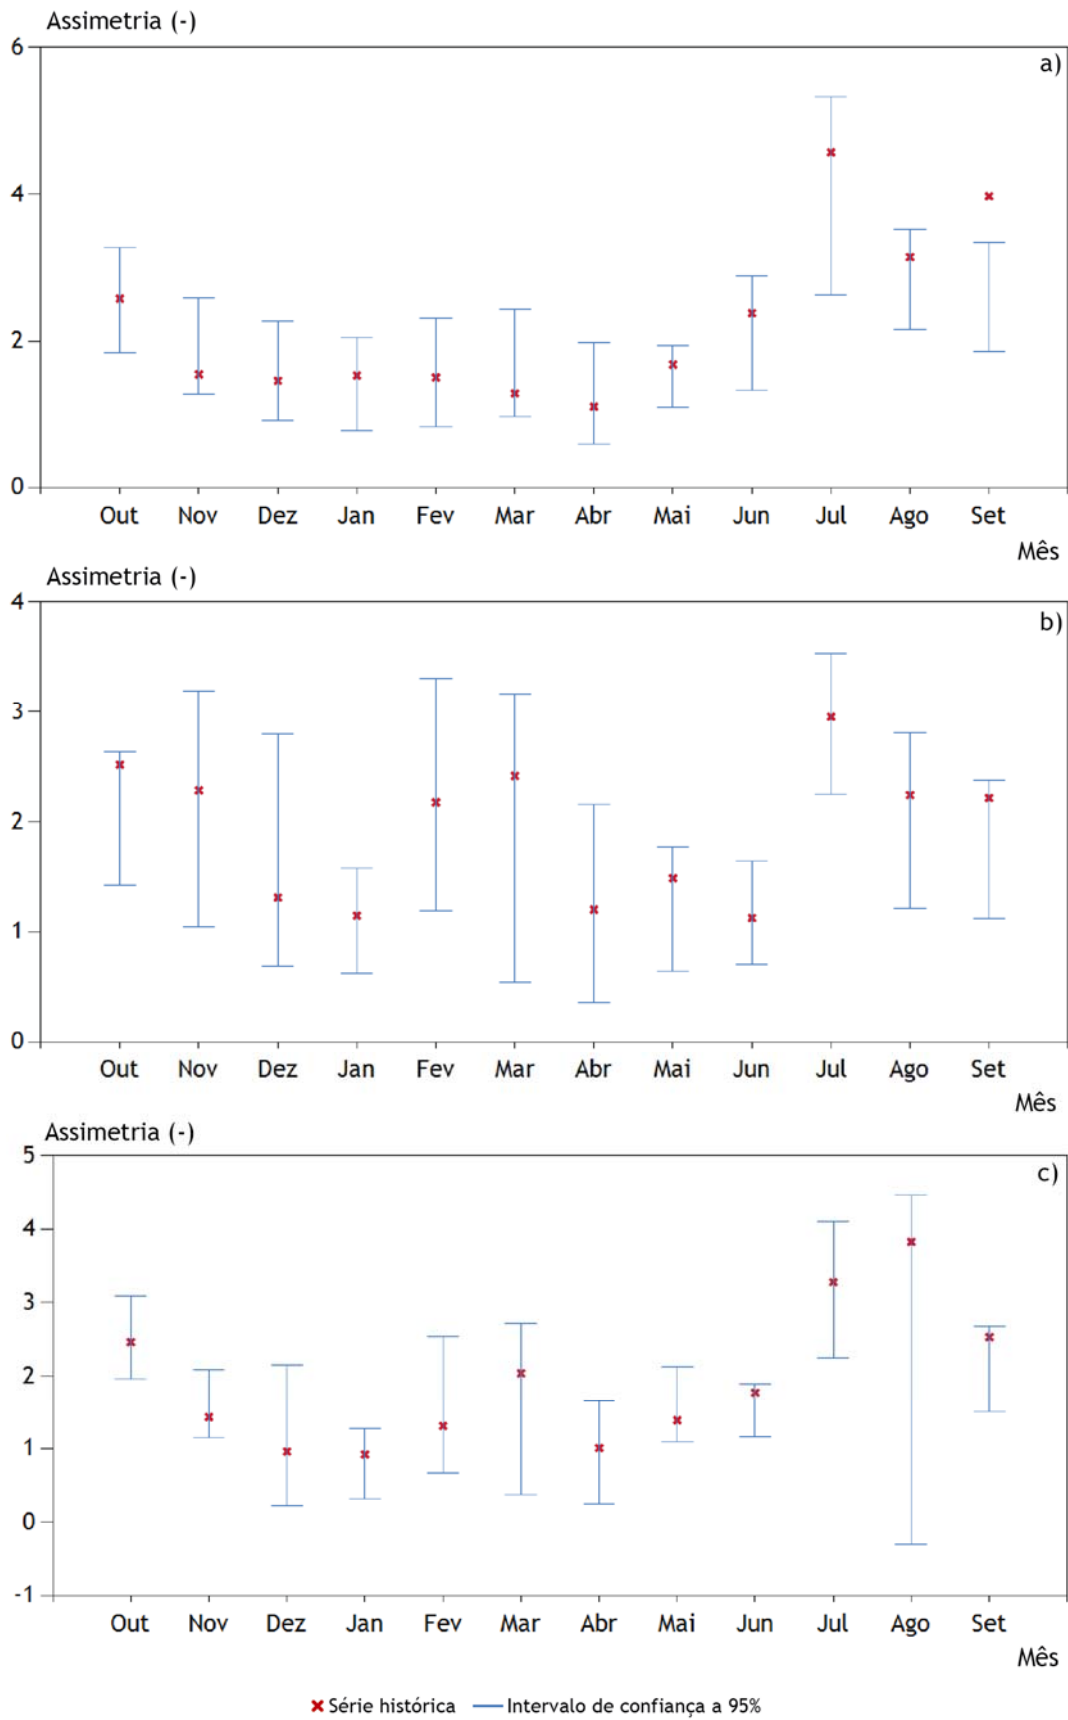 Assimetria (-)
a)
6
4
2
0
Out Nov Dez Jan Fev Mar Abr Mai Jun Jul Ago Set
Mês
Assimetria (-)
b)
4
3
2
1
0
Out Nov Dez Jan Fev Mar Abr Mai Jun Jul Ago Set
Mês
Assimetria (-)
c)
5
4
3
2
1
0
-1
Out Nov Dez Jan Fev Mar Abr Mai Jun Jul Ago Set
Mês
Série histórica Intervalo de confiança a 95%